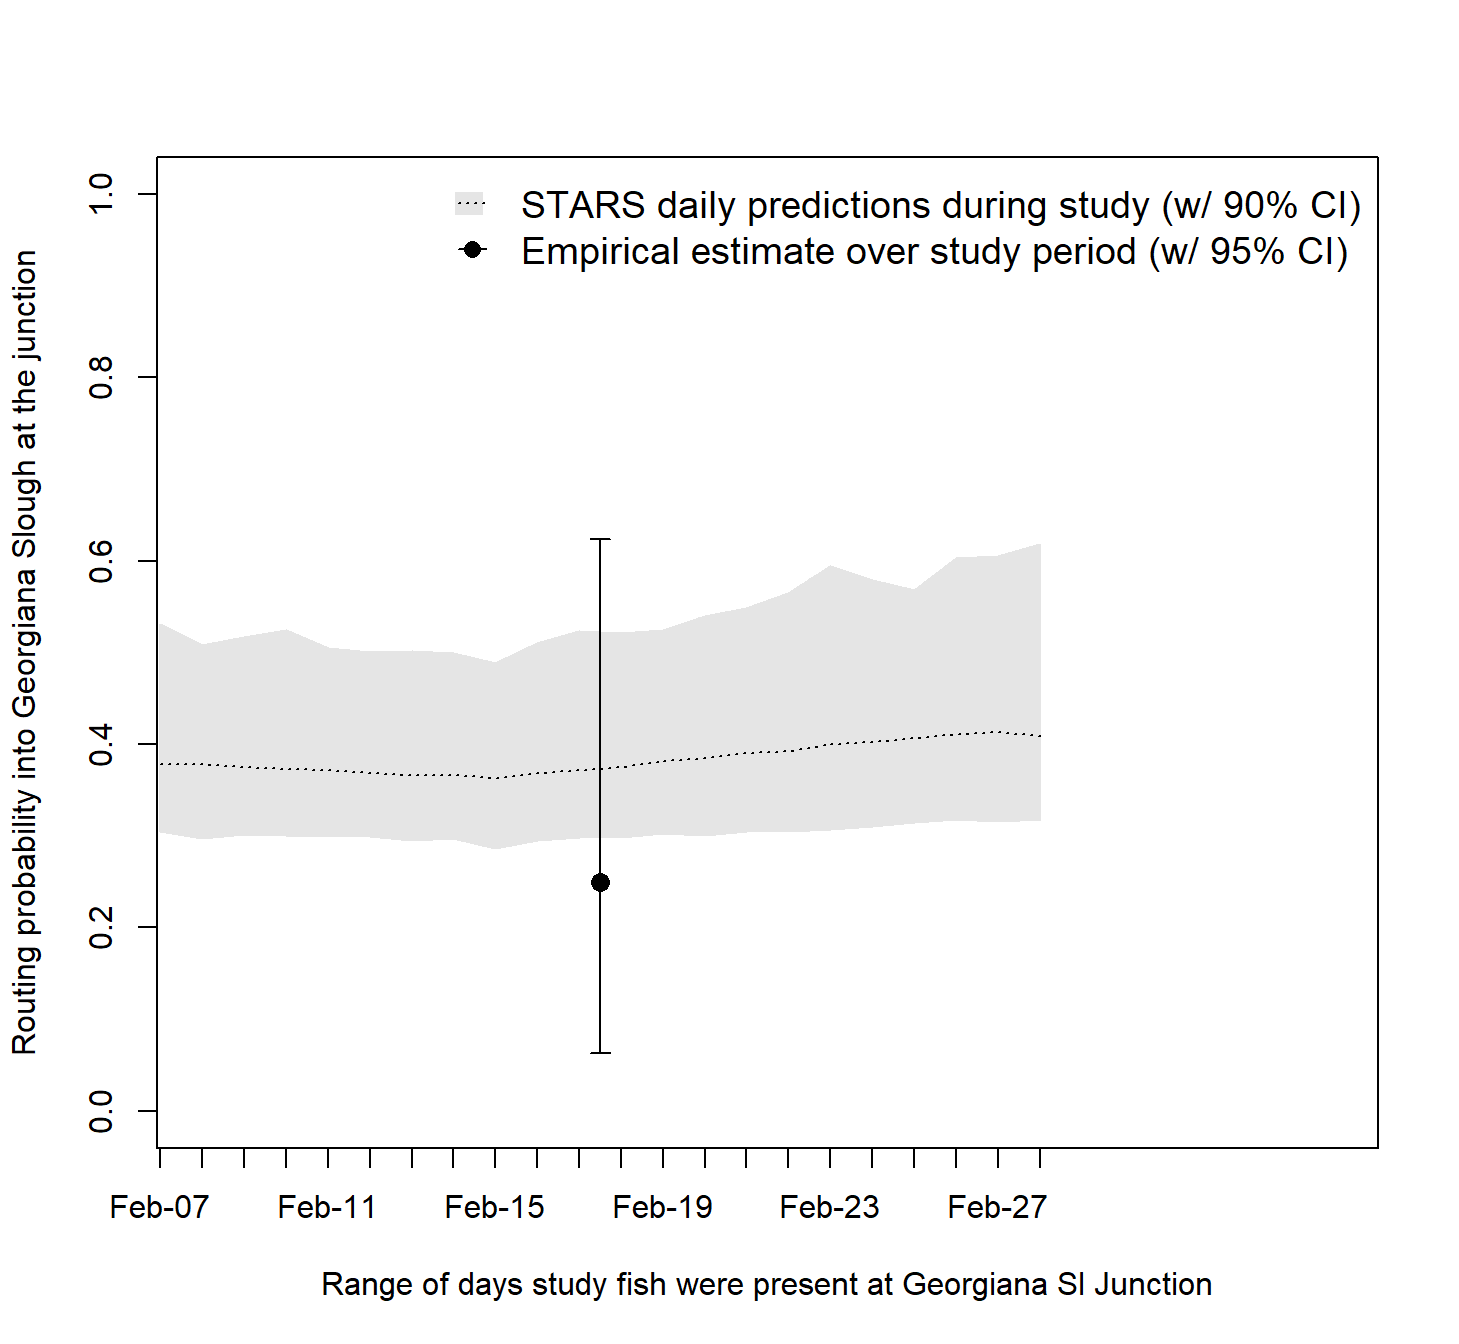 STARS daily predictions during study (w/ 90% CI)
Empirical estimate over study period (w/ 95% CI)
Routing probability into Georgiana Slough at the junction
1.0
0.8
0.6
0.4
0.2
0.0
Feb-07 Feb-11 Feb-15 Feb-19 Feb-23 Feb-27
Range of days study fish were present at Georgiana Sl Junction